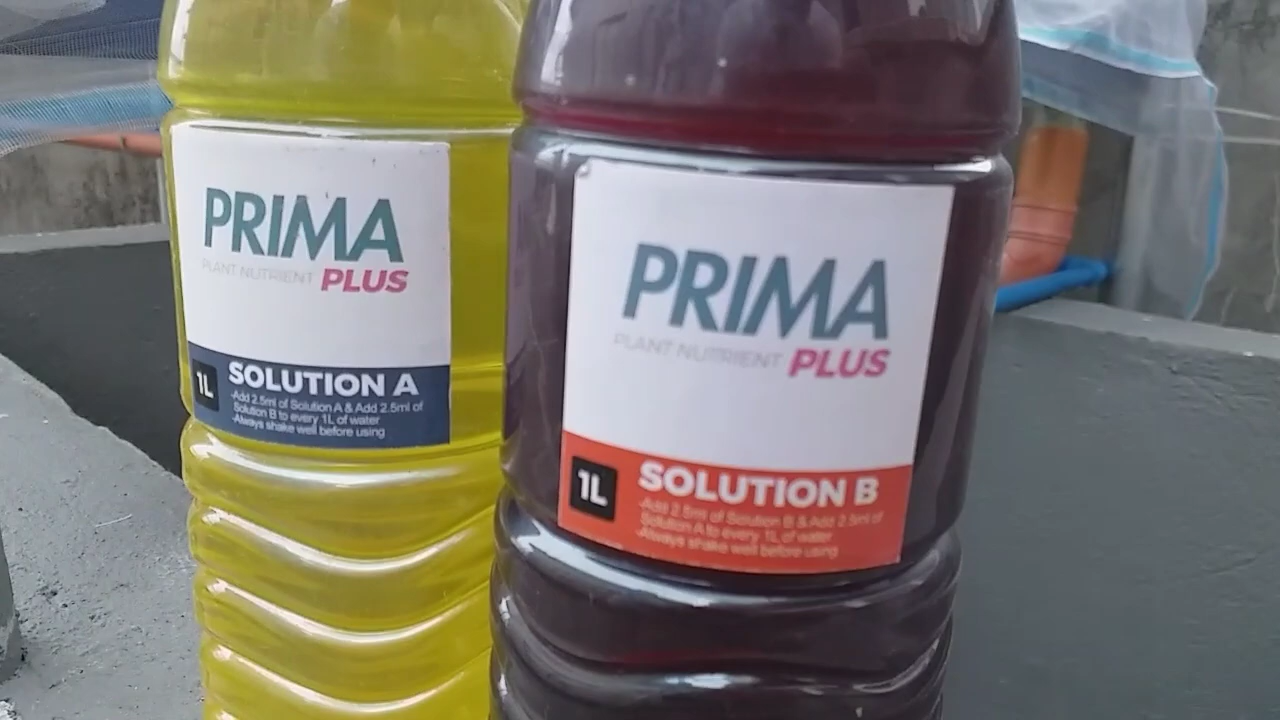 PRIMA
PLANT NUTRIENT PLUS
1L
SOLUTION A
-Add 2.5ml of Solution A & Add 2.5ml of
Solution B to every 1L of water
-Always shake well before using
PRIMA
PLANT NUTRIENT PLUS
1L
SOLUTION B
-Add 2.5ml of Solution B & Add 2.5ml of
Solution A to every 1L of water
-Always shake well before using